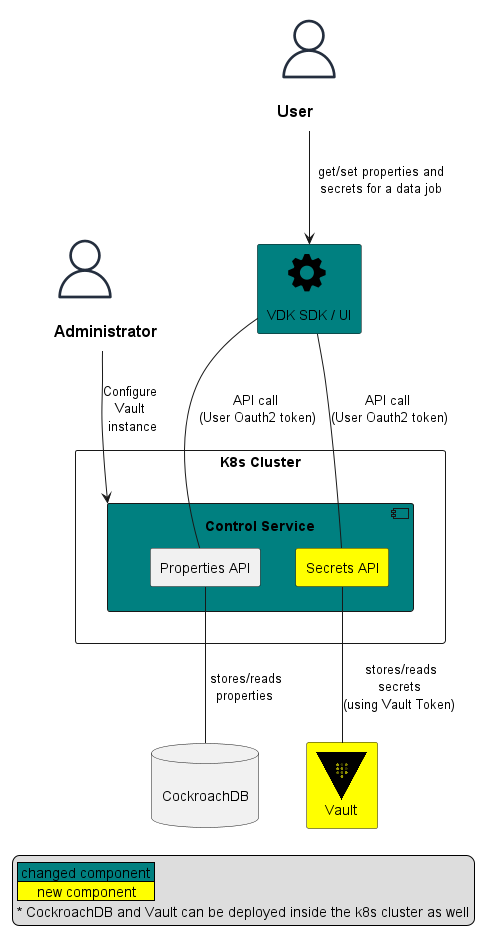 User
get/set properties and
secrets for a data job
VDK SDK / UI
Administrator
Configure
Vault
instance
API call
(User Oauth2 token)
API call
(User Oauth2 token)
K8s Cluster
Control Service
Properties API
Secrets API
stores/reads
properties
stores/reads
secrets
(using Vault Token)
CockroachDB
Vault
changed component
new component
* CockroachDB and Vault can be deployed inside the k8s cluster as well